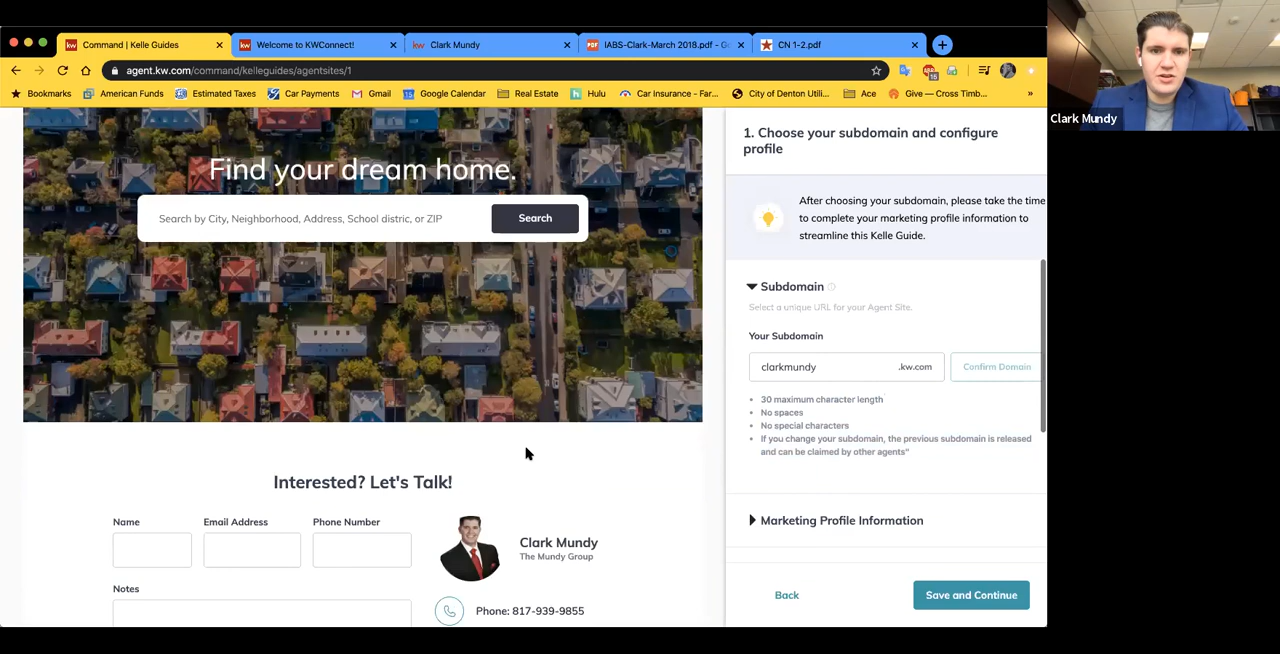 Command | Kelle Guides
Welcome to KWConnect!
kw Clark Mundy
PDF IABS-Clark-March 2018.pdf - G
CN 1-2.pdf
agent.kw.com/command/kelleguides/agentsites/1
Bookmarks American Funds Estimated Taxes Car Payments Gmail Google Calendar Real Estate Hulu Car Insurance - Far... City of Denton Utili... Ace Give — Cross Timb... »
Find your dream home.
Search by City, Neighborhood, Address, School distric, or ZIP
Search
Interested? Let's Talk!
Name Email Address Phone Number
Notes
Clark Mundy
The Mundy Group
Phone: 817-939-9855
1. Choose your subdomain and configure
profile
After choosing your subdomain, please take the time
to complete your marketing profile information to
streamline this Kelle Guide.
Subdomain
Select a unique URL for your Agent Site.
Your Subdomain
clarkmundy .kw.com
Confirm Domain
• 30 maximum character length
• No spaces
• No special characters
• If you change your subdomain, the previous subdomain is released
and can be claimed by other agents"
Marketing Profile Information
Back
Save and Continue
Clark Mundy